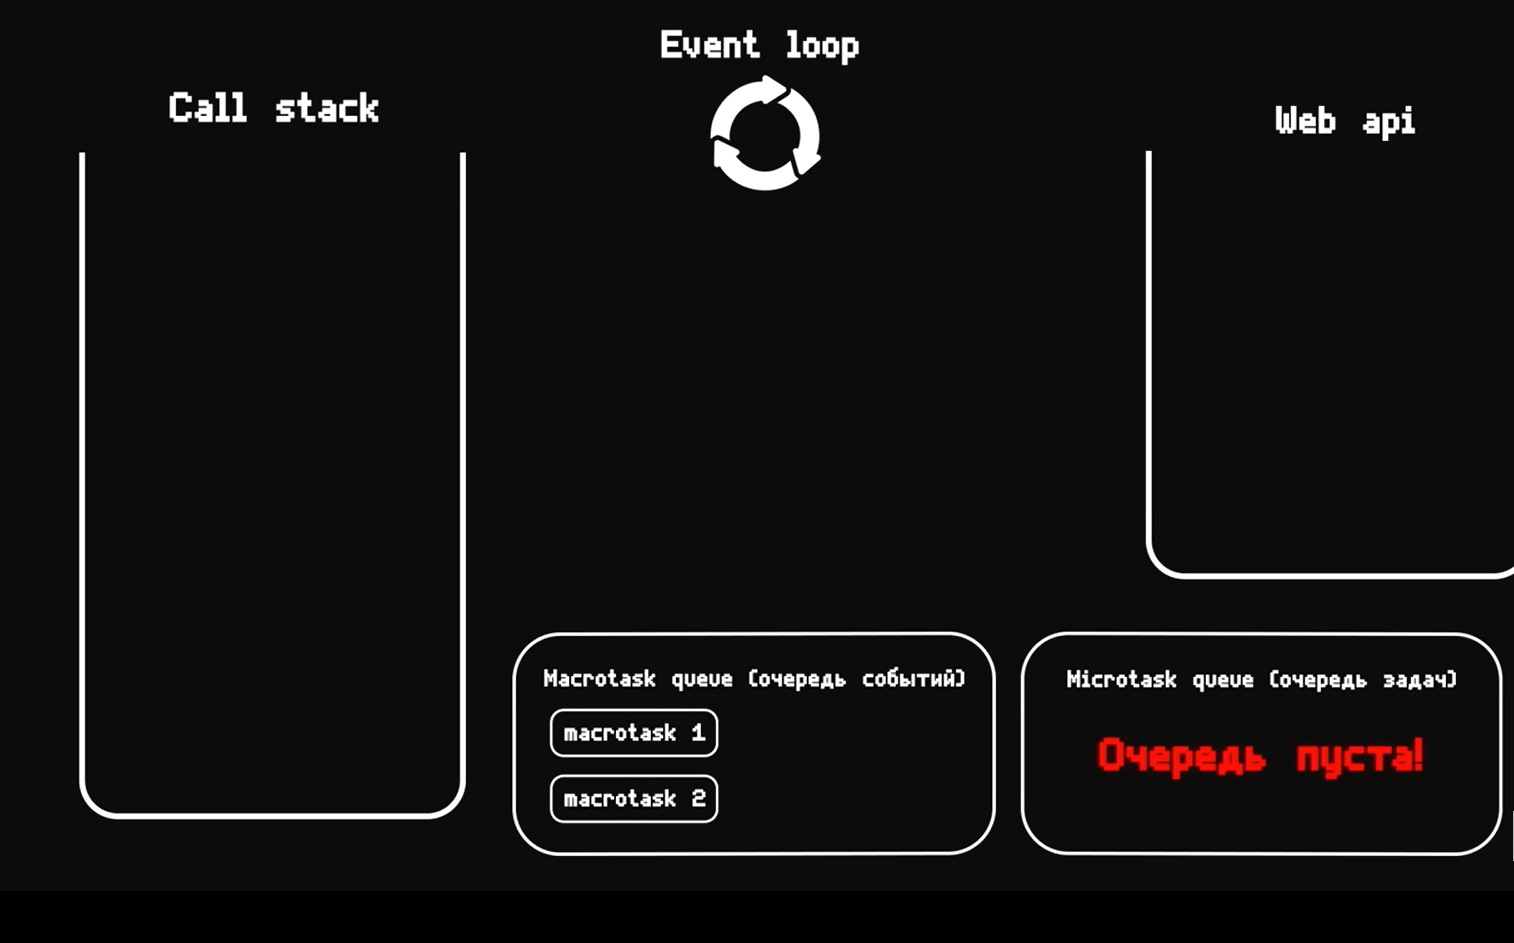 Event loop
Call stack
Web api
Macrotask queue (очередь событий)
macrotask 1
macrotask 2
Microtask queue (очередь задач)
Очередь пуста!